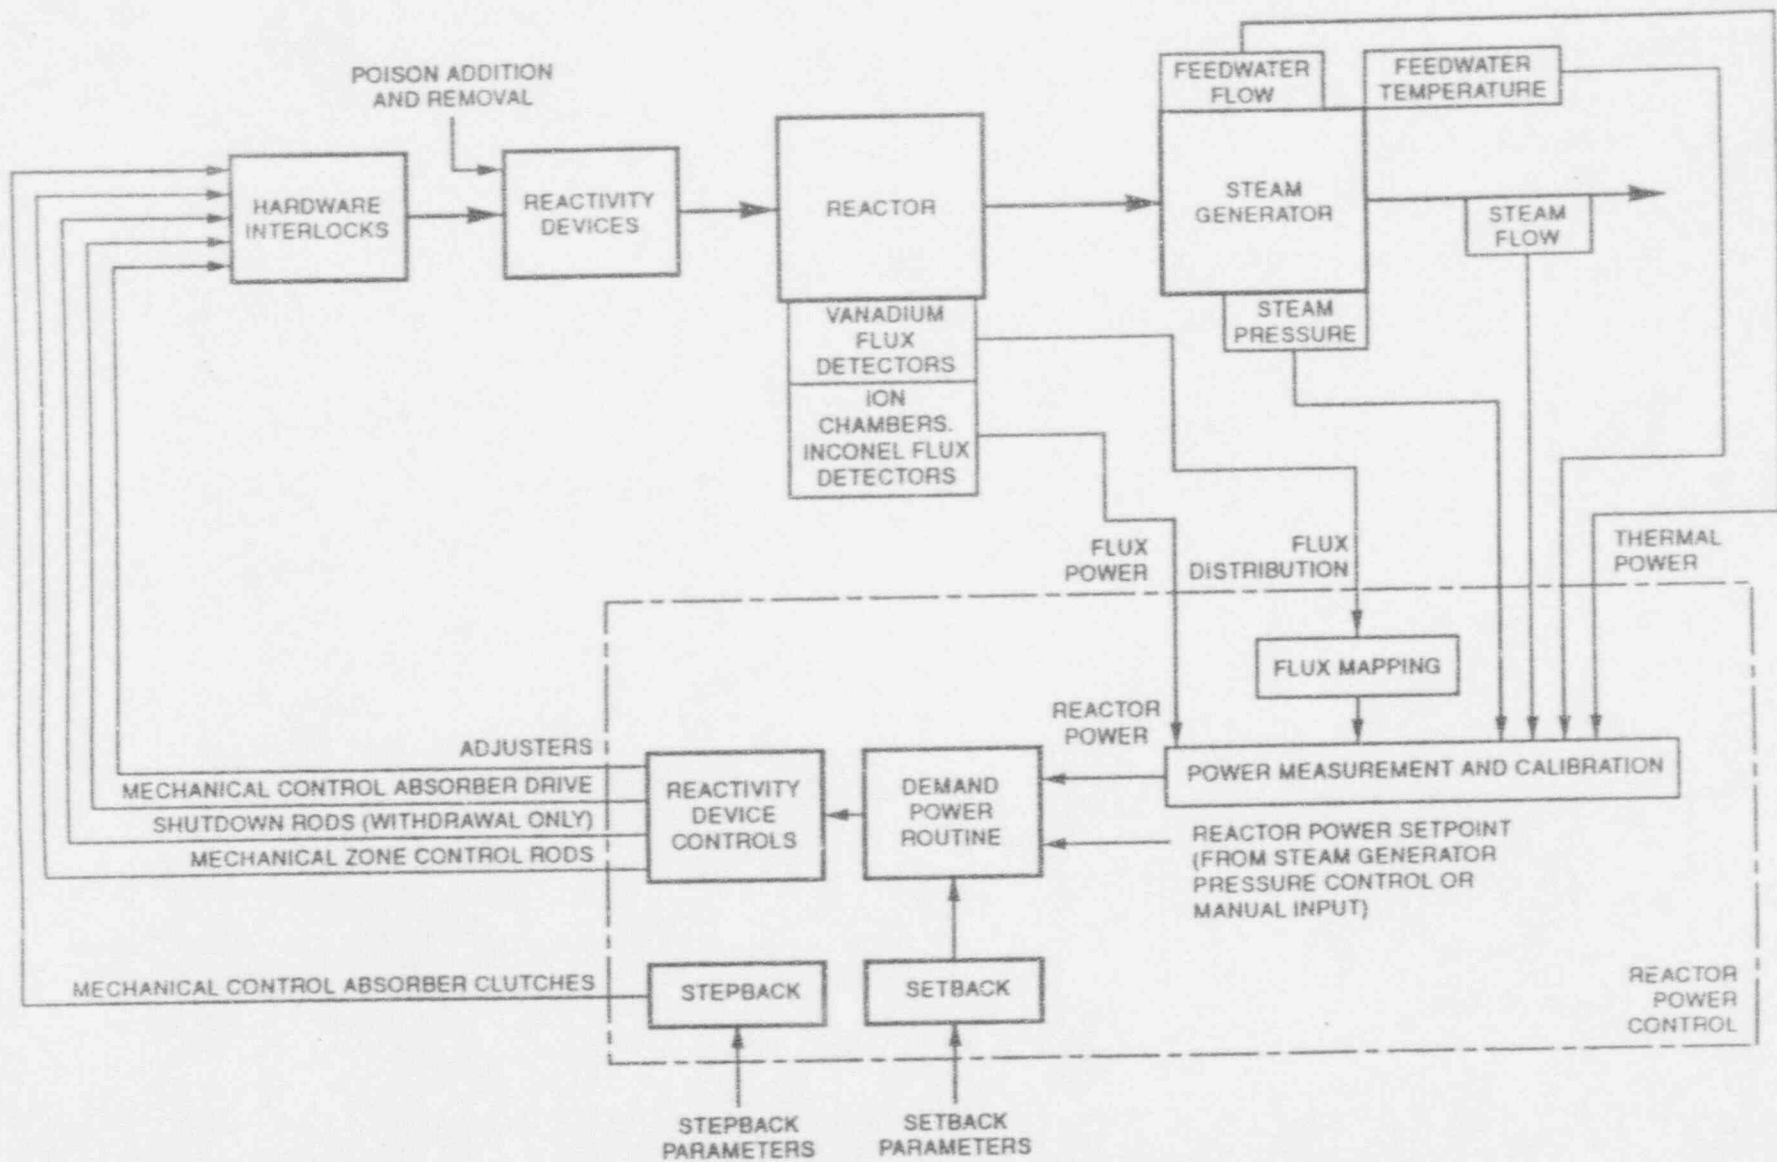 POISON ADDITION
AND REMOVAL
FEEDWATER
FLOW
FEEDWATER
TEMPERATURE
HARDWARE
INTERLOCKS
REACTIVITY
DEVICES
REACTOR
STEAM
GENERATOR
STEAM
FLOW
STEAM
PRESSURE
VANADIUM
FLUX
DETECTORS
ION
CHAMBERS.
INCONEL FLUX
DETECTORS
FLUX
POWER
FLUX
DISTRIBUTION
THERMAL
POWER
FLUX MAPPING
REACTOR
POWER
POWER MEASUREMENT AND CALIBRATION
ADJUSTERS
MECHANICAL CONTROL ABSORBER DRIVE
SHUTDOWN RODS (WITHDRAWAL ONLY)
MECHANICAL ZONE CONTROL RODS
REACTIVITY
DEVICE
CONTROLS
DEMAND
POWER
ROUTINE
REACTOR POWER SETPOINT
(FROM STEAM GENERATOR
PRESSURE CONTROL OR
MANUAL INPUT)
MECHANICAL CONTROL ABSORBER CLUTCHES
STEPBACK
SETBACK
REACTOR
POWER
CONTROL
STEPBACK
PARAMETERS
SETBACK
PARAMETERS